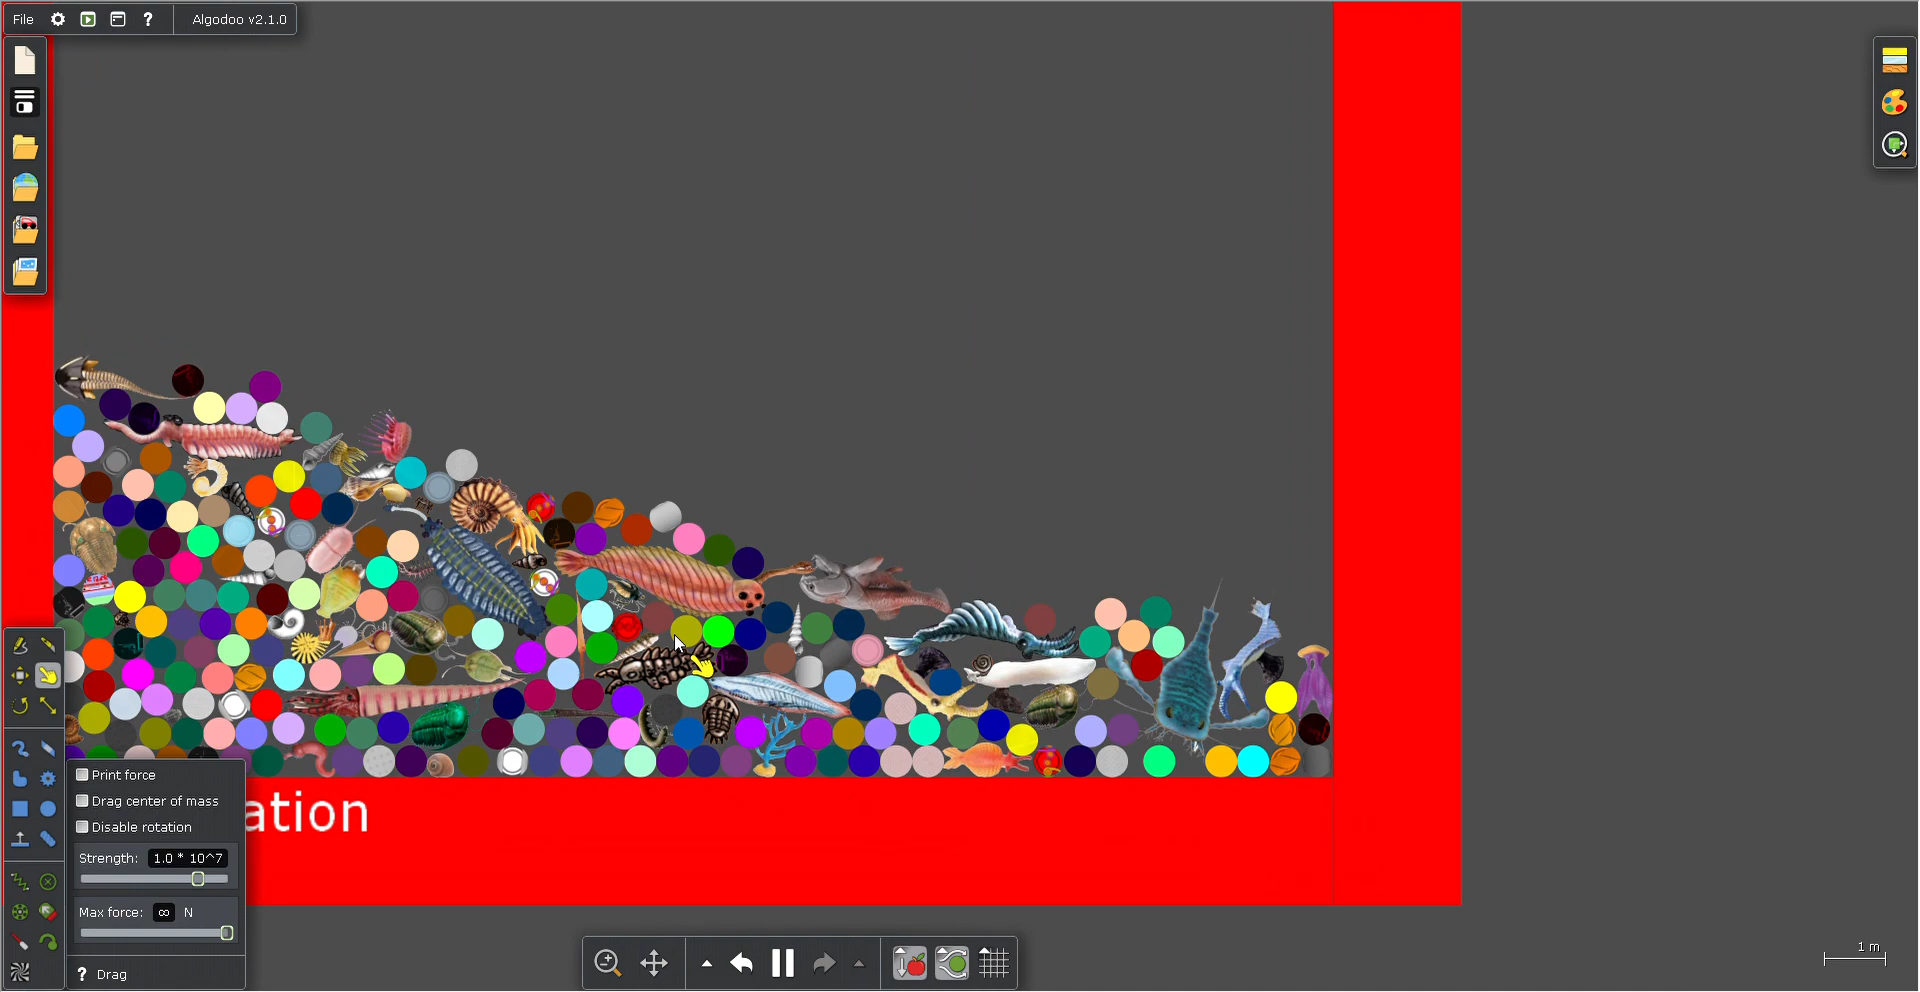 File ? Algodoo v2.1.0
ation
Print force
Drag center of mass
Disable rotation
Strength: 1.0 * 10^7
Max force: ∞ N
? Drag
1 m